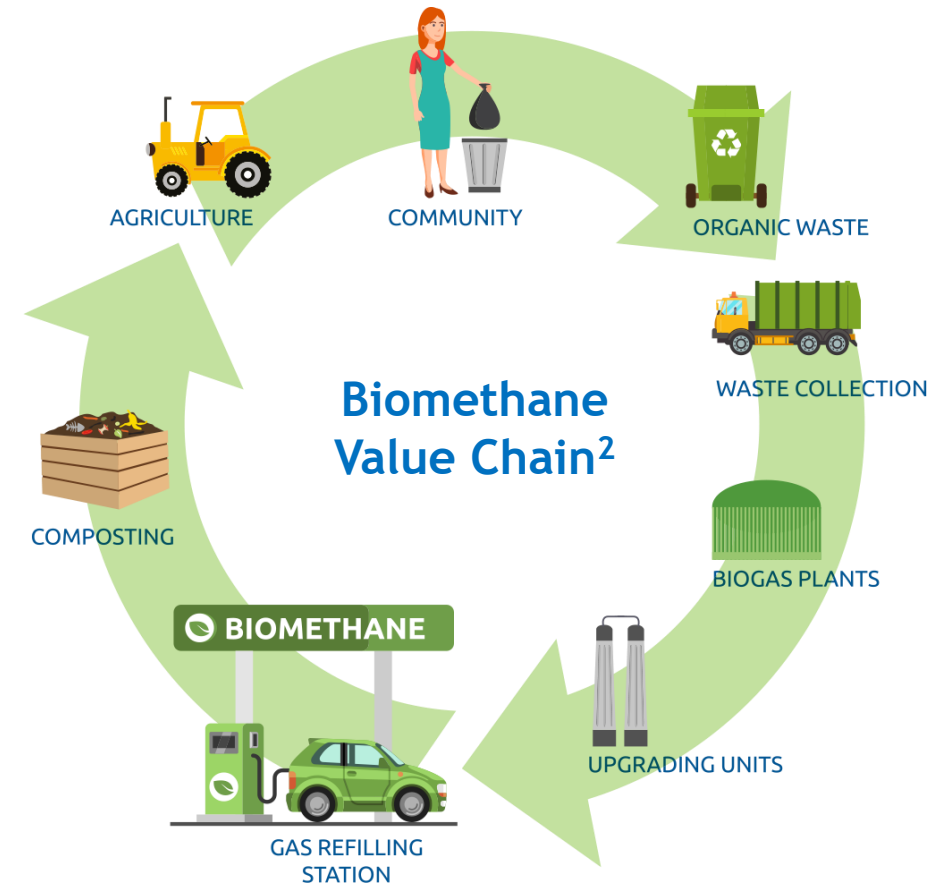 AGRICULTURE
COMMUNITY
ORGANIC WASTE
WASTE COLLECTION
Biomethane
Value Chain²
BIOGAS PLANTS
COMPOSTING
BIOMETHANE
UPGRADING UNITS
GAS REFILLING
STATION